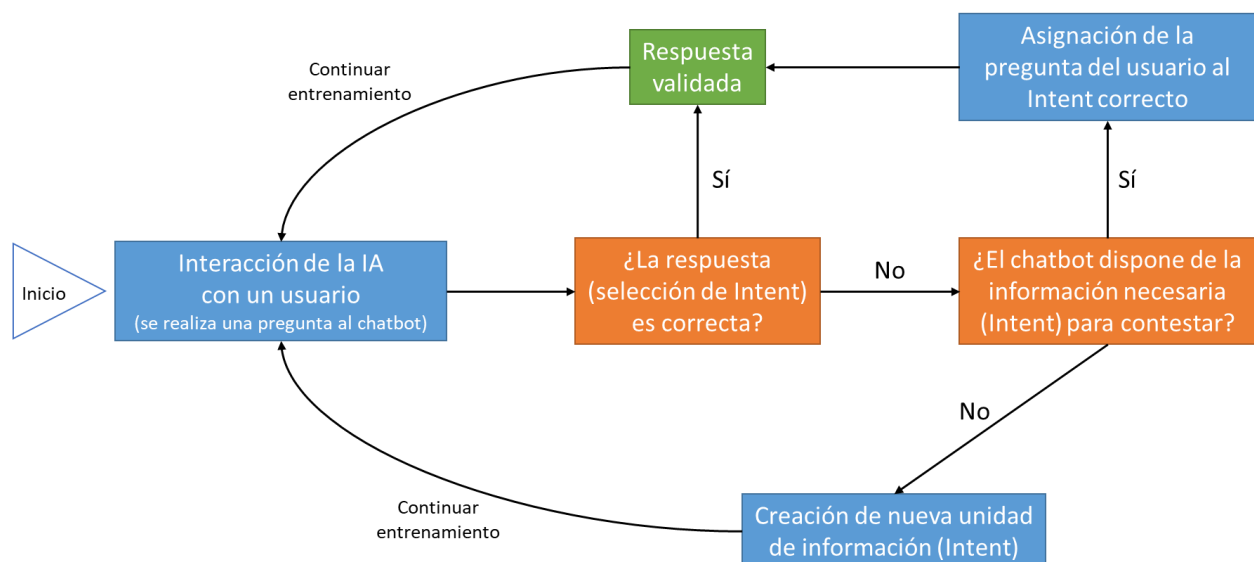 Respuesta
validada
Asignación de la
pregunta del usuario al
Intent correcto
Continuar
entrenamiento
Sí
Sí
Inicio
Interacción de la IA
con un usuario
(se realiza una pregunta al chatbot)
¿La respuesta
(selección de Intent)
es correcta?
No
¿El chatbot dispone de la
información necesaria
(Intent) para contestar?
No
Continuar
entrenamiento
Creación de nueva unidad
de información (Intent)